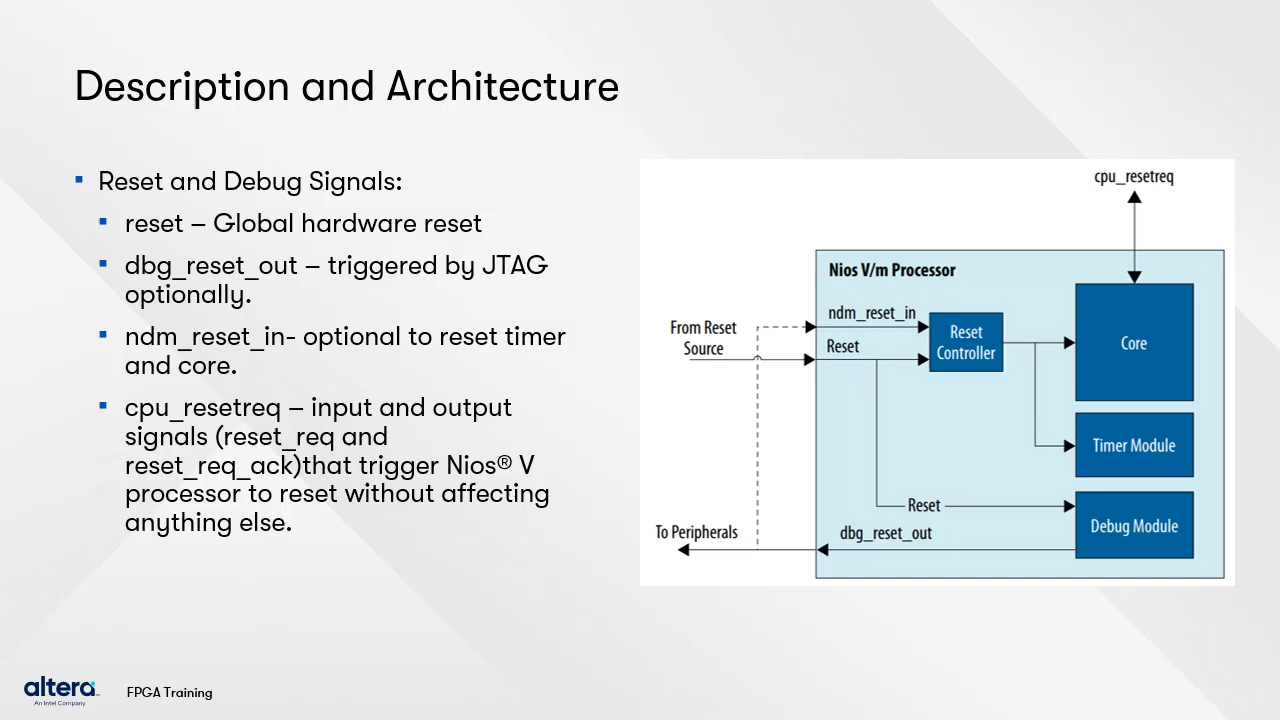 Description and Architecture
Reset and Debug Signals:
reset – Global hardware reset
dbg_reset_out – triggered by JTAG
optionally.
ndm_reset_in- optional to reset timer
and core.
cpu_resetreq – input and output
signals (reset_req and
reset_req_ack)that trigger Nios® V
processor to reset without affecting
anything else.
cpu_resetreq
Nios V/m Processor
ndm_reset_in
From Reset
Source
Reset
Reset
Controller
Core
Timer Module
Reset
Debug Module
To Peripherals
dbg_reset_out
altera
An Intel Company
FPGA Training